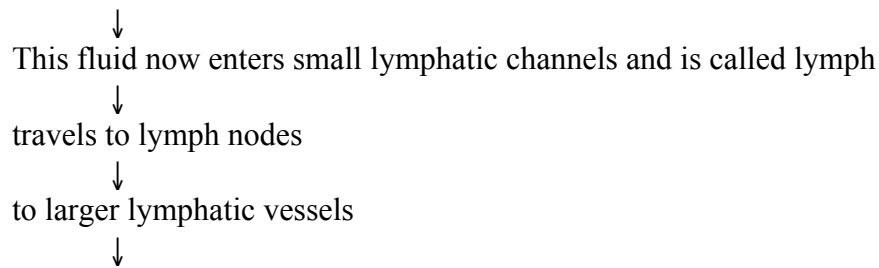 ↓
This fluid now enters small lymphatic channels and is called lymph
↓
travels to lymph nodes
↓
to larger lymphatic vessels
↓